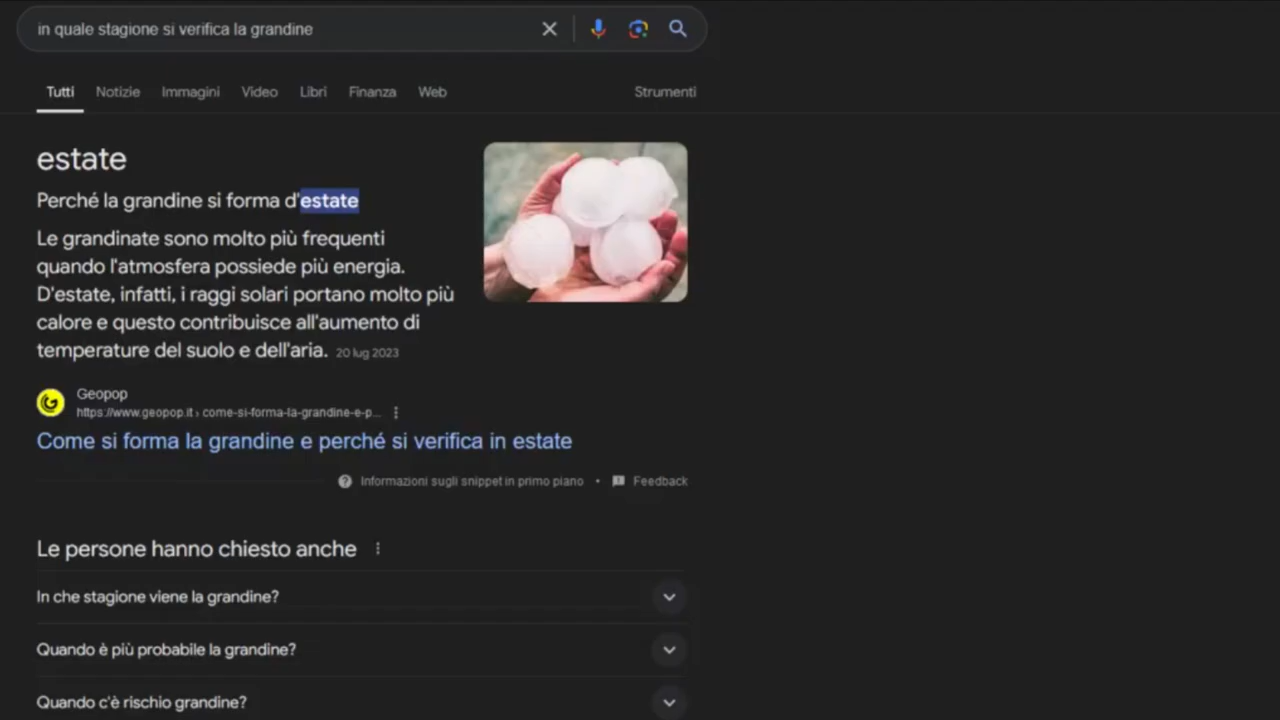 in quale stagione si verifica la grandine
Tutti Notizie Immagini Video Libri Finanza Web Strumenti
estate
Perché la grandine si forma d'estate
Le grandinate sono molto più frequenti
quando l'atmosfera possiede più energia.
D'estate, infatti, i raggi solari portano molto più
calore e questo contribuisce all'aumento di
temperature del suolo e dell'aria. 20 lug 2023
Geopop
https://www.geopop.it › come-si-forma-la-grandine-e-p...
Come si forma la grandine e perché si verifica in estate
Informazioni sugli snippet in primo piano • Feedback
Le persone hanno chiesto anche
In che stagione viene la grandine?
Quando è più probabile la grandine?
Quando c'è rischio grandine?